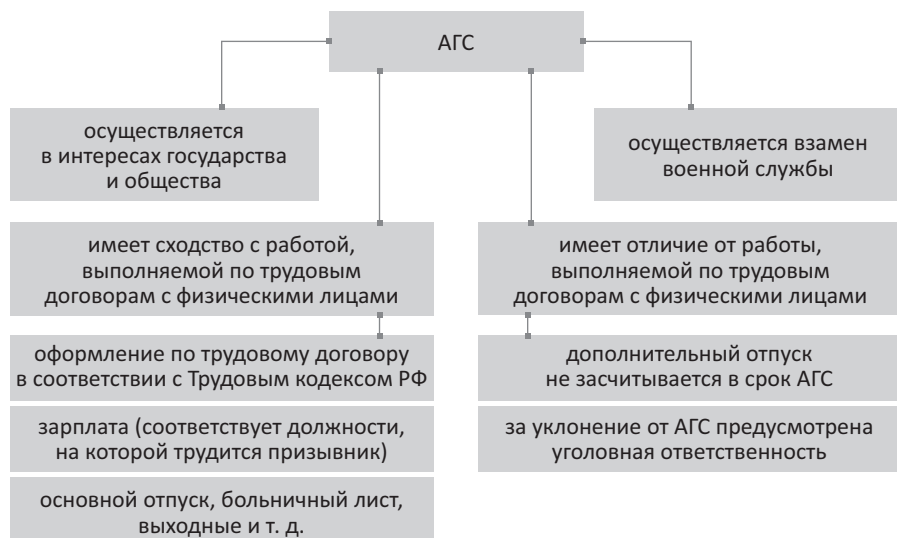 АГС
осуществляется
в интересах государства
и общества
осуществляется взамен
военной службы
имеет сходство с работой,
выполняемой по трудовым
договорам с физическими лицами
имеет отличие от работы,
выполняемой по трудовым
договорам с физическими лицами
оформление по трудовому договору
в соответствии с Трудовым кодексом РФ
дополнительный отпуск
не засчитывается в срок АГС
зарплата (соответствует должности,
на которой трудится призывник)
за уклонение от АГС предусмотрена
уголовная ответственность
основной отпуск, больничный лист,
выходные и т. д.